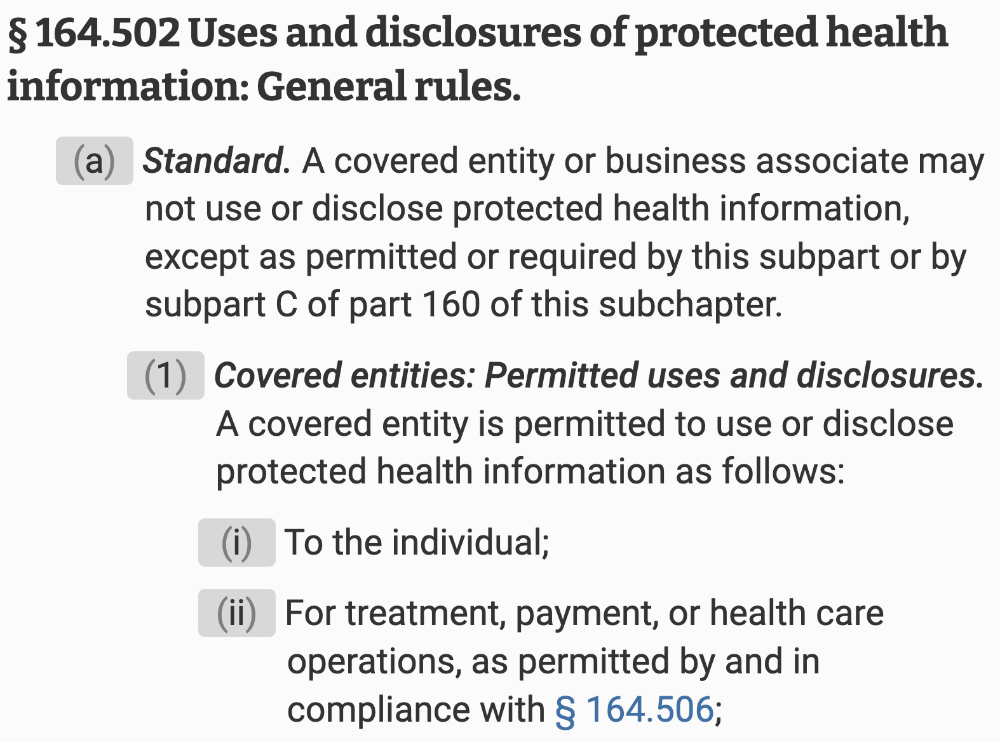 § 164.502 Uses and disclosures of protected health
information: General rules.
(a) Standard. A covered entity or business associate may
not use or disclose protected health information,
except as permitted or required by this subpart or by
subpart C of part 160 of this subchapter.
(1) Covered entities: Permitted uses and disclosures.
A covered entity is permitted to use or disclose
protected health information as follows:
(i) To the individual;
(ii) For treatment, payment, or health care
operations, as permitted by and in
compliance with § 164.506;